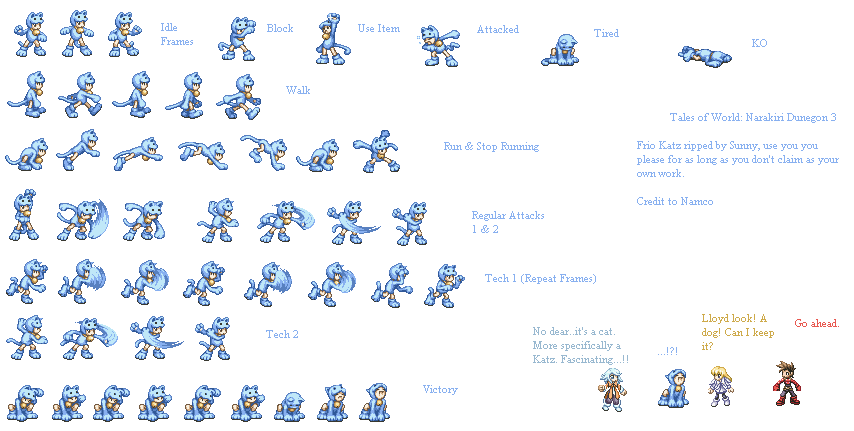 Idle
Frames
Block
Use Item
Attacked
Tired
KO
Walk
Tales of World: Narakiri Dunegon 3
Run & Stop Running
Frio Katz ripped by Sunny, use you you
please for as long as you don't claim as your
own work.
Credit to Namco
Regular Attacks
1 & 2
Tech 1 (Repeat Frames)
Tech 2
No dear..it's a cat.
More specifically a
Katz. Fascinating...!!
...!?!
Lloyd look! A
dog! Can I keep
it?
Go ahead.
Victory